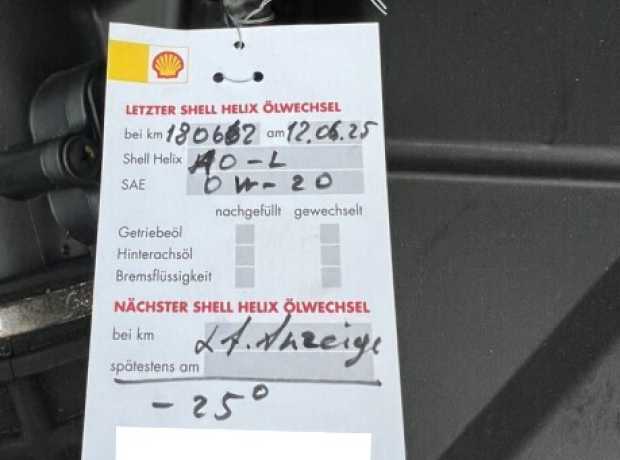 LETZTER SHELL HELIX ÖLWECHSEL
bei km 180612 am 12.06.25
Shell Helix AO-L
SAE 0W-20
nachgefüllt gewechselt
Getriebeöl
Hinterachsöl
Bremsflüssigkeit
NÄCHSTER SHELL HELIX ÖLWECHSEL
bei km Lt. Anzeige
spätestens am
-25°